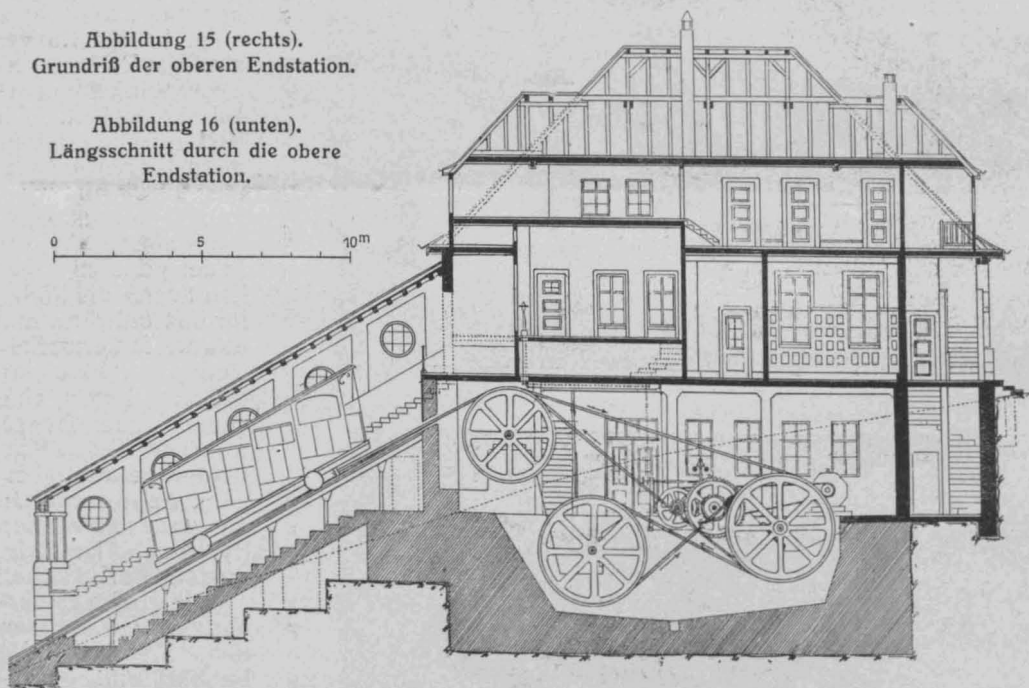 Abbildung 15 (rechts).
Grundriß der oberen Endstation.
Abbildung 16 (unten).
Längsschnitt durch die obere
Endstation.
0 5 10m